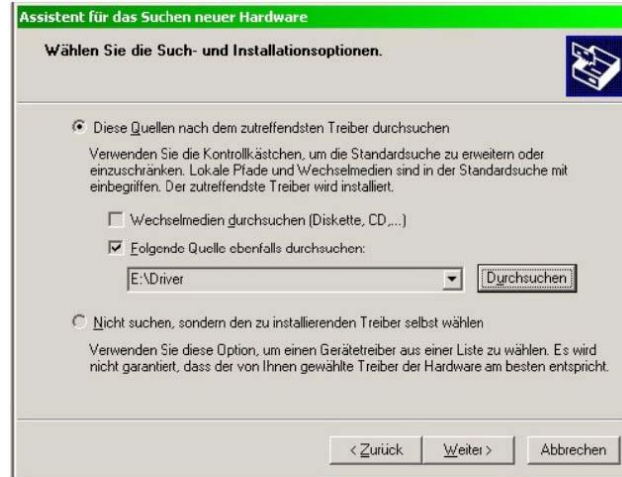 Assistent für das Suchen neuer Hardware
Wählen Sie die Such- und Installationsoptionen.
Diese Quellen nach dem zutreffendsten Treiber durchsuchen
Verwenden Sie die Kontrollkästchen, um die Standardsuche zu erweitern oder
einzuschränken. Lokale Pfade und Wechselmedien sind in der Standardsuche mit
einbegriffen. Der zutreffendste Treiber wird installiert.
Wechselmedien durchsuchen (Diskette, CD,...)
Folgende Quelle ebenfalls durchsuchen:
E:\Driver
Durchsuchen
Nicht suchen, sondern den zu installierenden Treiber selbst wählen
Verwenden Sie diese Option, um einen Gerätetreiber aus einer Liste zu wählen. Es wird
nicht garantiert, dass der von Ihnen gewählte Treiber der Hardware am besten entspricht.
< Zurück Weiter > Abbrechen